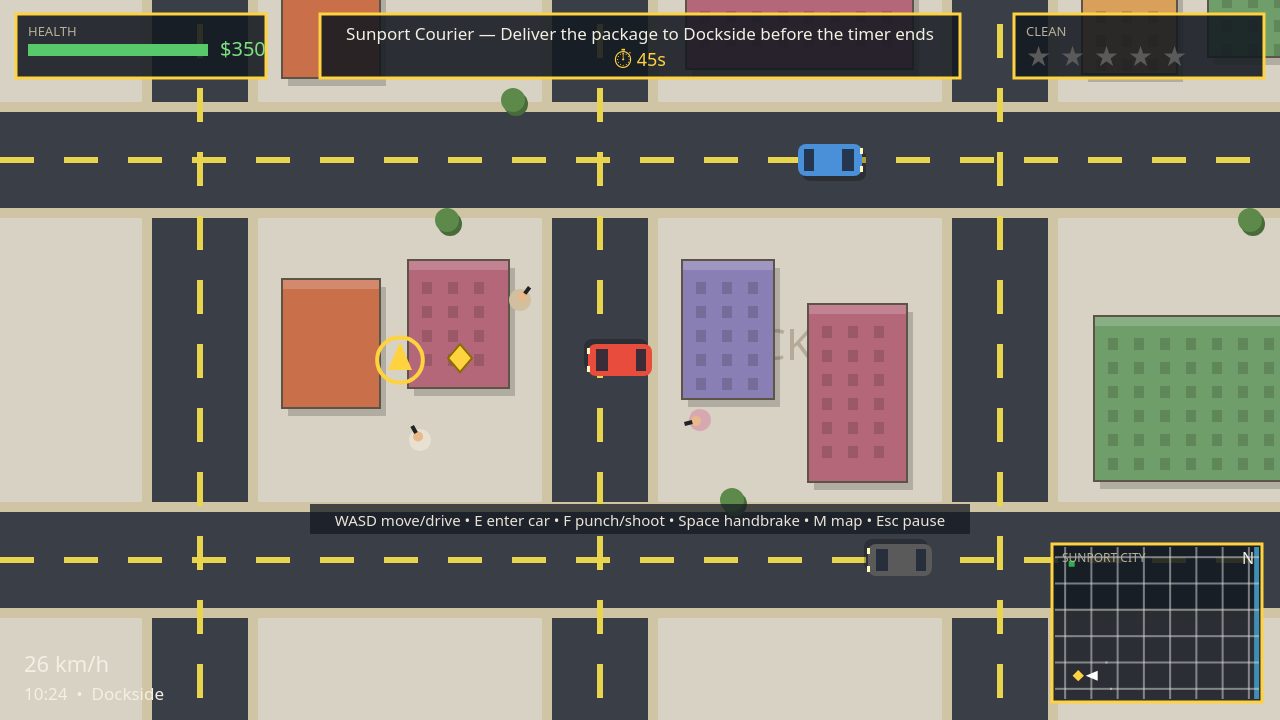 HEALTH
$350
Sunport Courier — Deliver the package to Dockside before the timer ends
45s
CLEAN
WASD move/drive • E enter car • F punch/shoot • Space handbrake • M map • Esc pause
SUNPORT CITY
N
26 km/h
10:24 • Dockside